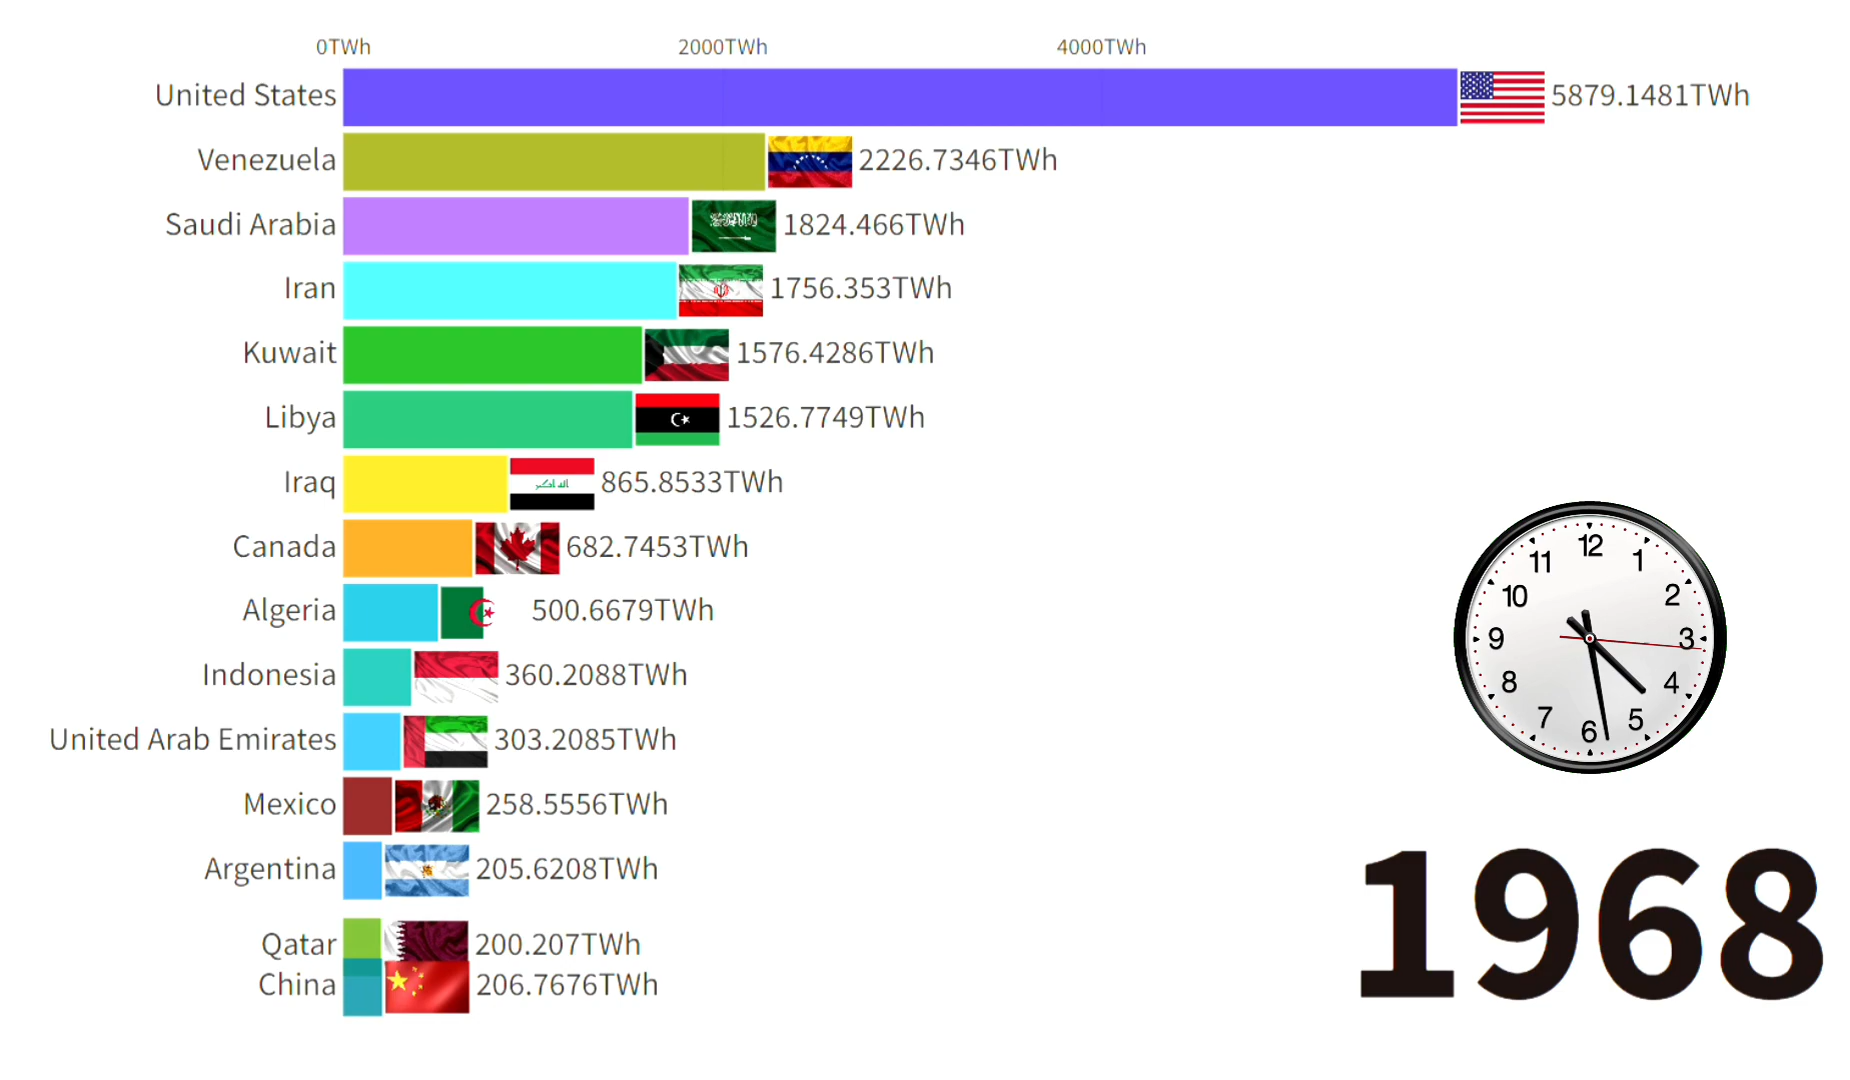 0TWh 2000TWh 4000TWh
United States 5879.1481TWh
Venezuela 2226.7346TWh
Saudi Arabia 1824.466TWh
Iran 1756.353TWh
Kuwait 1576.4286TWh
Libya 1526.7749TWh
Iraq 865.8533TWh
Canada 682.7453TWh
Algeria 500.6679TWh
Indonesia 360.2088TWh
United Arab Emirates 303.2085TWh
Mexico 258.5556TWh
Argentina 205.6208TWh
Qatar 200.207TWh
China 206.7676TWh
12
11 1
10 2
9 3
8 4
7 5
6
1968